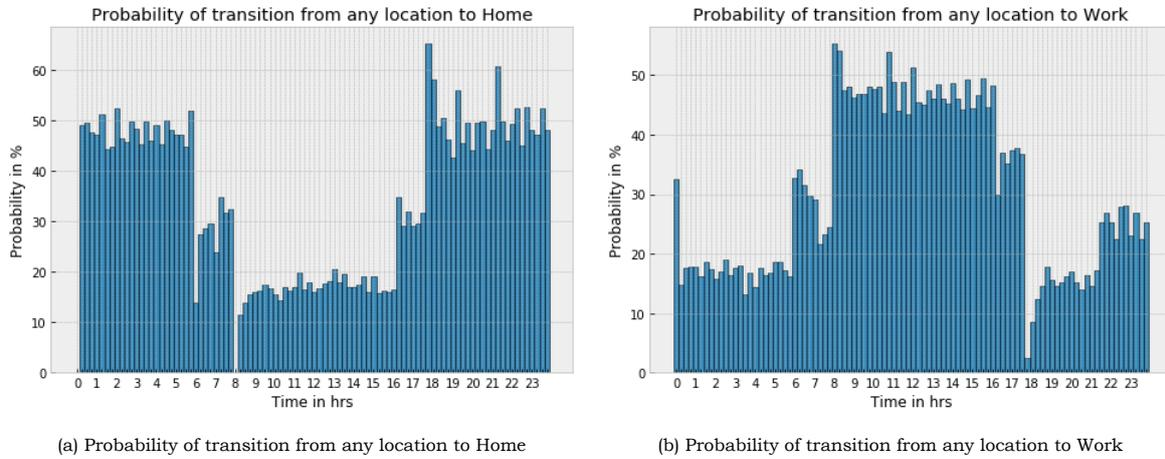 Probability of transition from any location to Home
Probability in %
60
50
40
30
20
10
0
0 1 2 3 4 5 6 7 8 9 10 11 12 13 14 15 16 17 18 19 20 21 22 23
Time in hrs
(a) Probability of transition from any location to Home
Probability of transition from any location to Work
Probability in %
50
40
30
20
10
0
0 1 2 3 4 5 6 7 8 9 10 11 12 13 14 15 16 17 18 19 20 21 22 23
Time in hrs
(b) Probability of transition from any location to Work